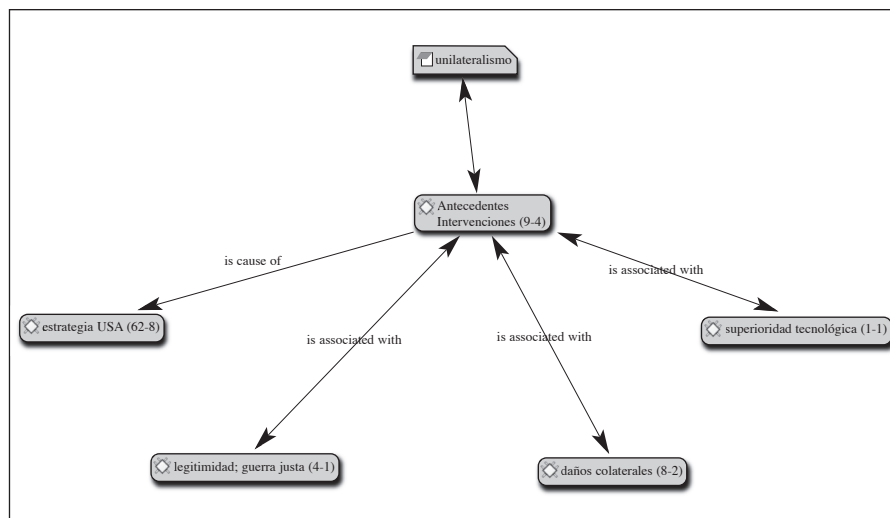 unilateralismo
Antecedentes
Intervenciones (9-4)
is cause of
is associated with
estrategia USA (62-8)
superioridad tecnológica (1-1)
is associated with
is associated with
legitimidad; guerra justa (4-1)
daños colaterales (8-2)